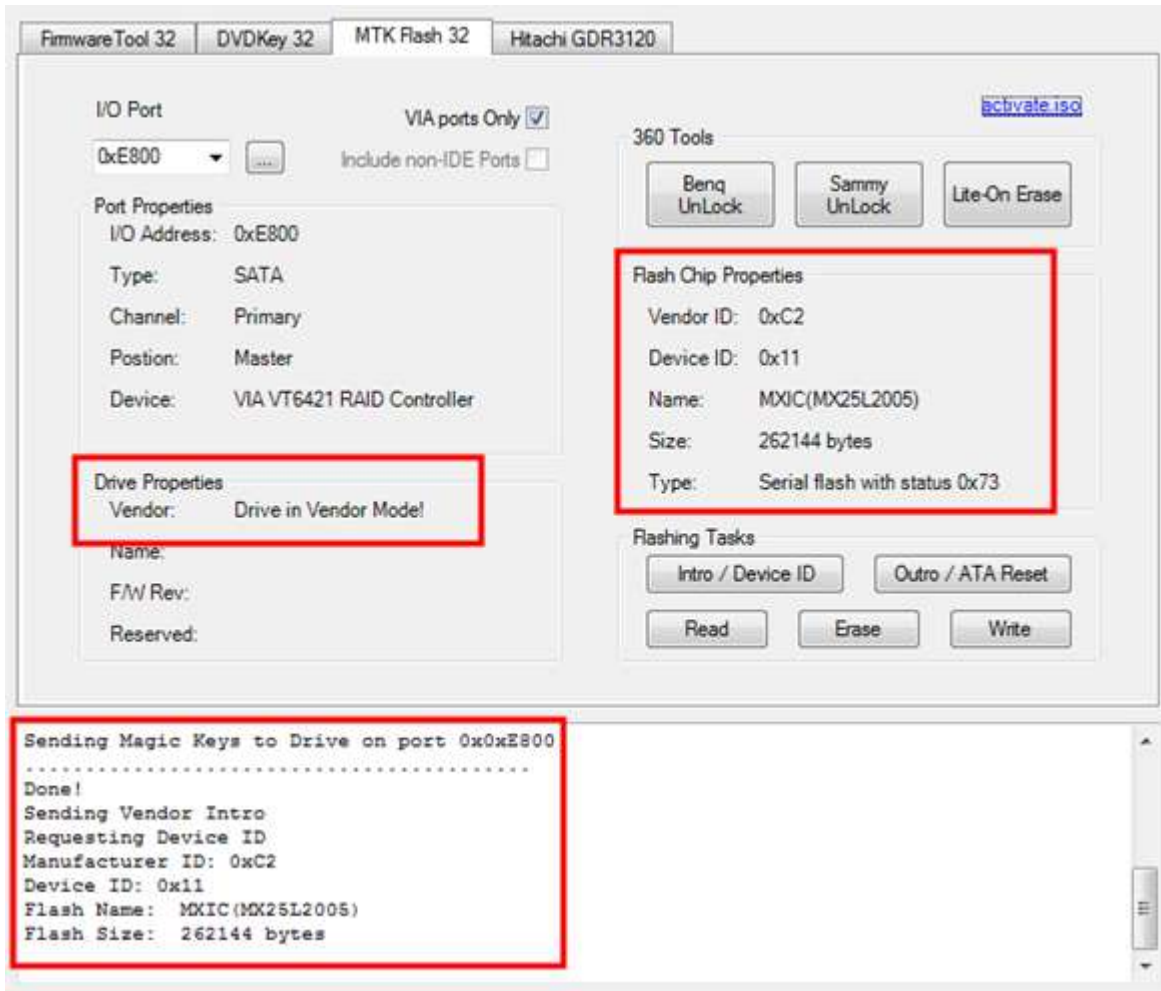 FirmwareTool 32
DVDKey 32
MTK Flash 32
Hitachi GDR3120
I/O Port
VIA ports Only
0xE800
...
Include non-IDE Ports
Port Properties
I/O Address: 0xE800
Type: SATA
Channel: Primary
Postion: Master
Device: VIA VT6421 RAID Controller
Drive Properties
Vendor: Drive in Vendor Mode!
Name:
F/W Rev:
Reserved:
activate.iso
360 Tools
Benq
UnLock
Sammy
UnLock
Lite-On Erase
Flash Chip Properties
Vendor ID: 0xC2
Device ID: 0x11
Name: MXIC(MX25L2005)
Size: 262144 bytes
Type: Serial flash with status 0x73
Flashing Tasks
Intro / Device ID
Outro / ATA Reset
Read
Erase
Write
Sending Magic Keys to Drive on port 0x0xE800
..........................................
Done!
Sending Vendor Intro
Requesting Device ID
Manufacturer ID: 0xC2
Device ID: 0x11
Flash Name: MXIC(MX25L2005)
Flash Size: 262144 bytes